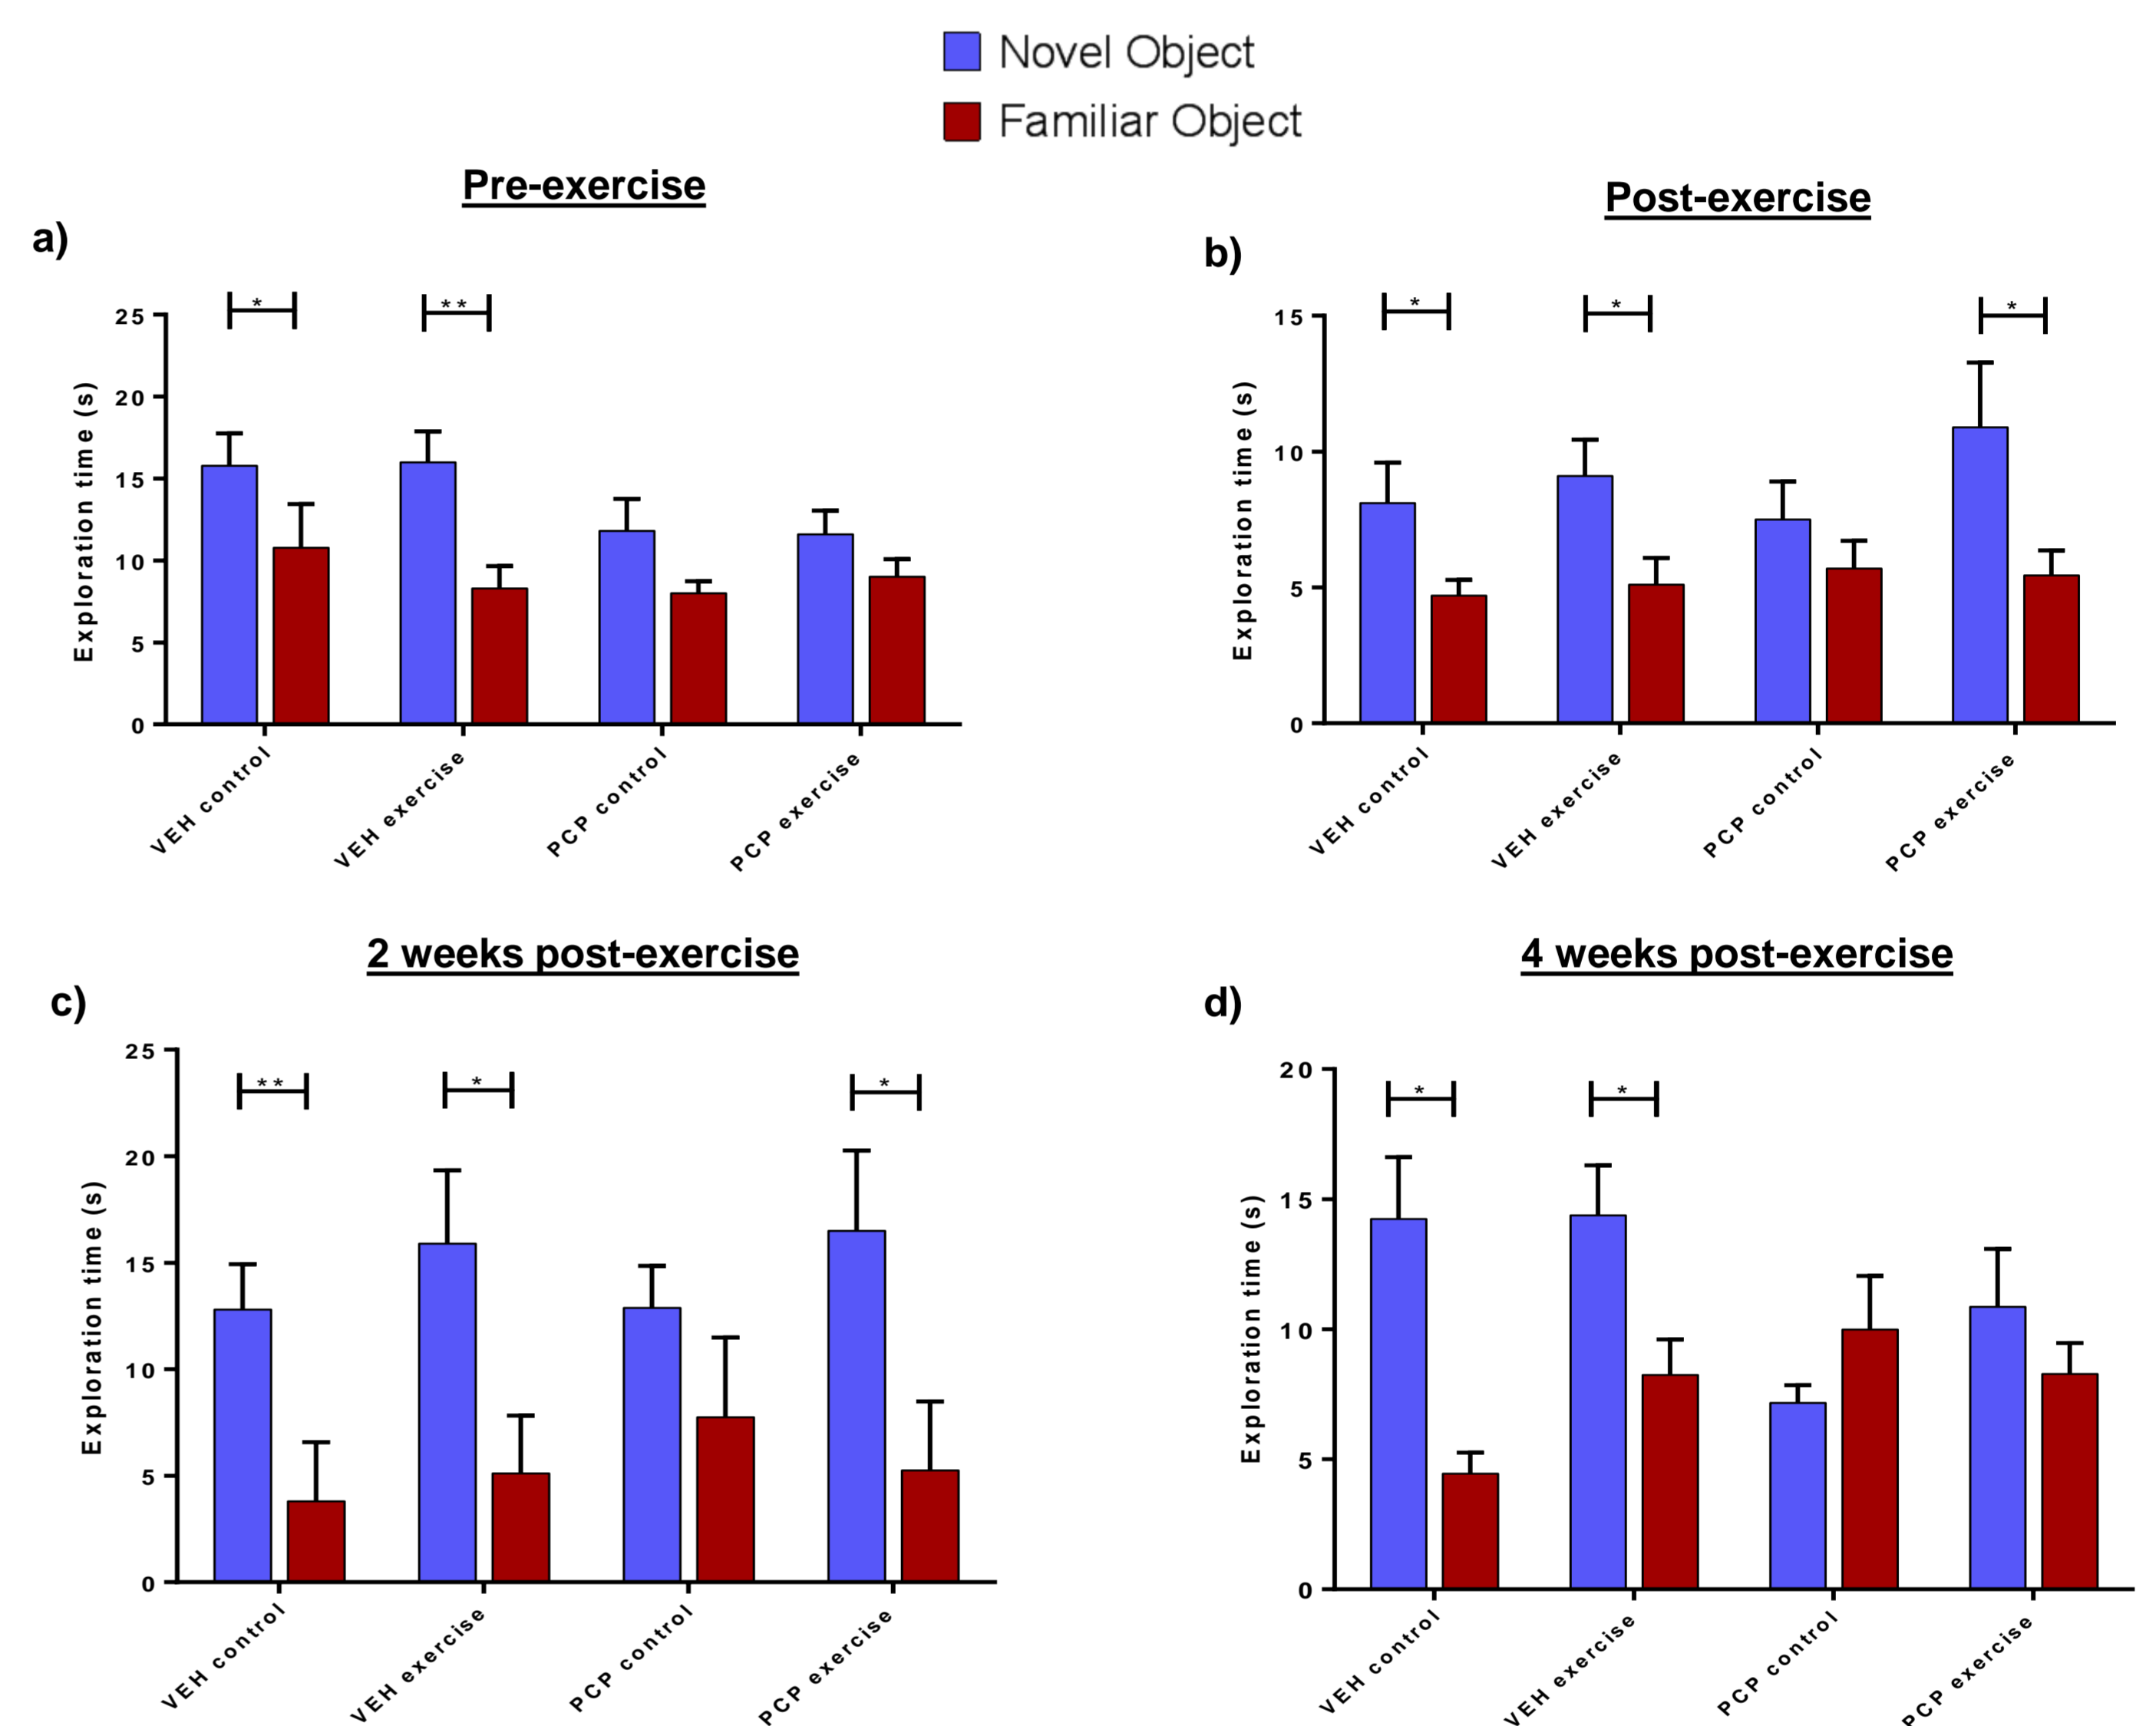 Novel Object
Familiar Object
Pre-exercise
Post-exercise
a)
b)
* **
25
20
15
10
5
0
Exploration time (s)
VEH control
VEH exercise
PCP control
PCP exercise
* * *
15
10
5
0
Exploration time (s)
VEH control
VEH exercise
PCP control
PCP exercise
2 weeks post-exercise
4 weeks post-exercise
c)
d)
** * *
25
20
15
10
5
0
Exploration time (s)
VEH control
VEH exercise
PCP control
PCP exercise
* *
20
15
10
5
0
Exploration time (s)
VEH control
VEH exercise
PCP control
PCP exercise